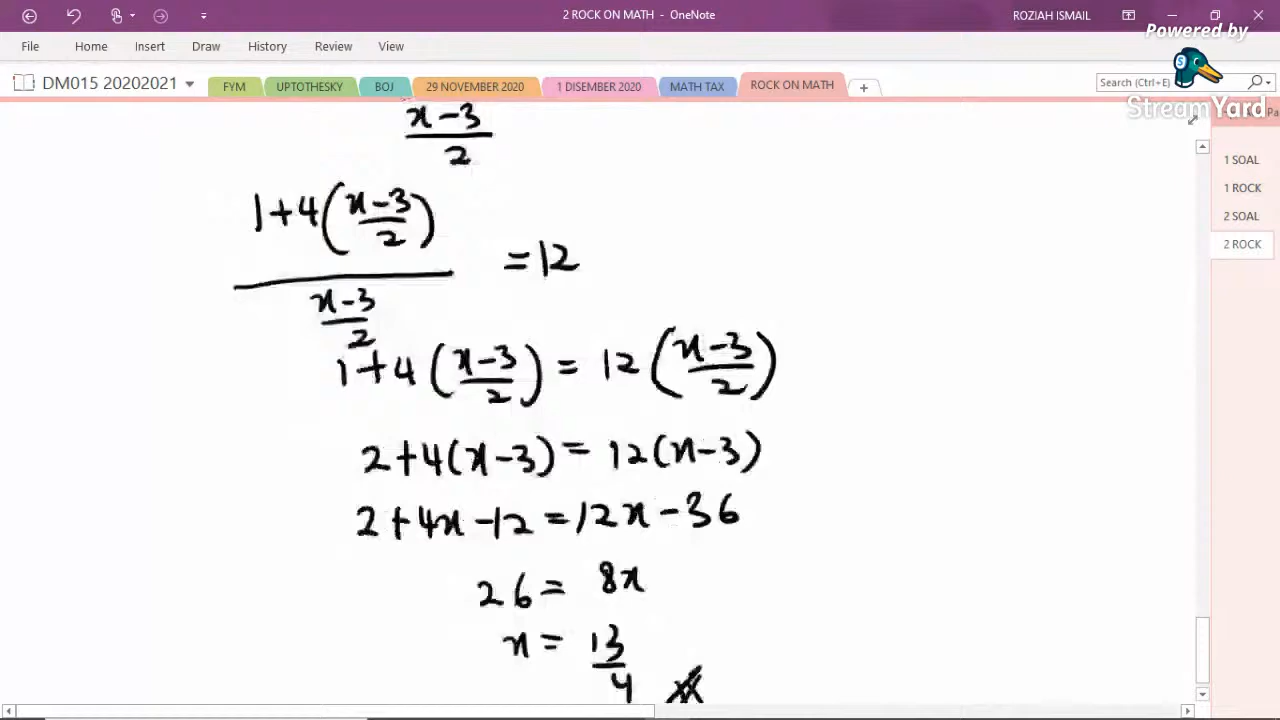 2 ROCK ON MATH - OneNote
ROZIAH ISMAIL
Powered by
File Home Insert Draw History Review View
DM015 20202021
FYM UPTOTHESKY BOJ 29 NOVEMBER 2020 1 DISEMBER 2020 MATH TAX ROCK ON MATH +
Search (Ctrl+E)
StreamYard
1 SOAL
1 ROCK
2 SOAL
2 ROCK
x-3
2
1+4(x-3/2)
x-3
2
=12
1+4(x-3/2) = 12(x-3/2)
2+4(x-3) = 12(x-3)
2+4x-12 = 12x-36
26 = 8x
x = 13/4